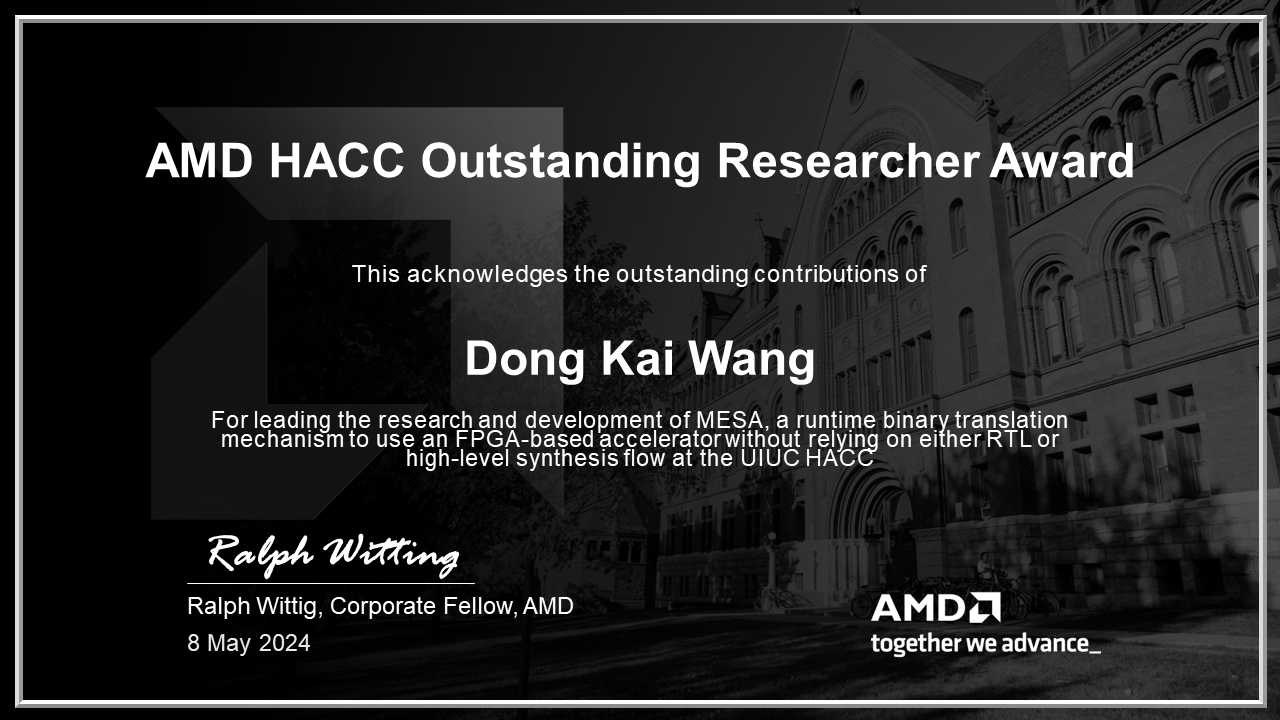 AMD HACC Outstanding Researcher Award
This acknowledges the outstanding contributions of
Dong Kai Wang
For leading the research and development of MESA, a runtime binary translation
mechanism to use an FPGA-based accelerator without relying on either RTL or
high-level synthesis flow at the UIUC HACC
Ralph Witting
Ralph Wittig, Corporate Fellow, AMD
8 May 2024
AMD
together we advance_